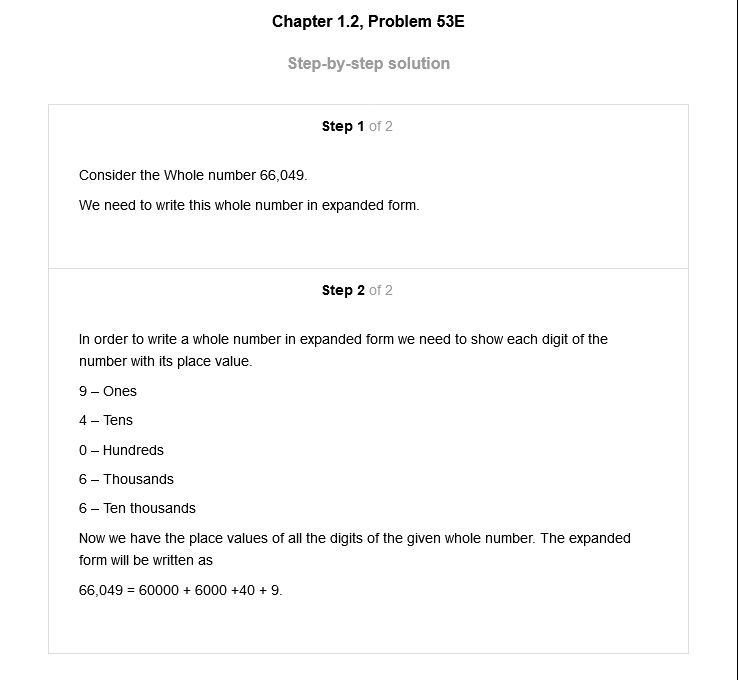 Chapter 1.2, Problem 53E
Step-by-step solution
Step 1 of 2
Consider the Whole number 66,049.
We need to write this whole number in expanded form.
Step 2 of 2
In order to write a whole number in expanded form we need to show each digit of the
number with its place value.
9 – Ones
4 – Tens
0 – Hundreds
6 – Thousands
6 – Ten thousands
Now we have the place values of all the digits of the given whole number. The expanded
form will be written as
66,049 = 60000 + 6000 +40 + 9.